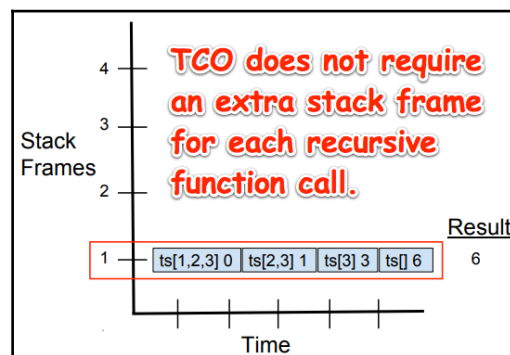 TCO does not require
an extra stack frame
for each recursive
function call.
4
3
Stack
Frames
2
1
ts[1,2,3] 0
ts[2,3] 1
ts[3] 3
ts[] 6
Result
6
Time